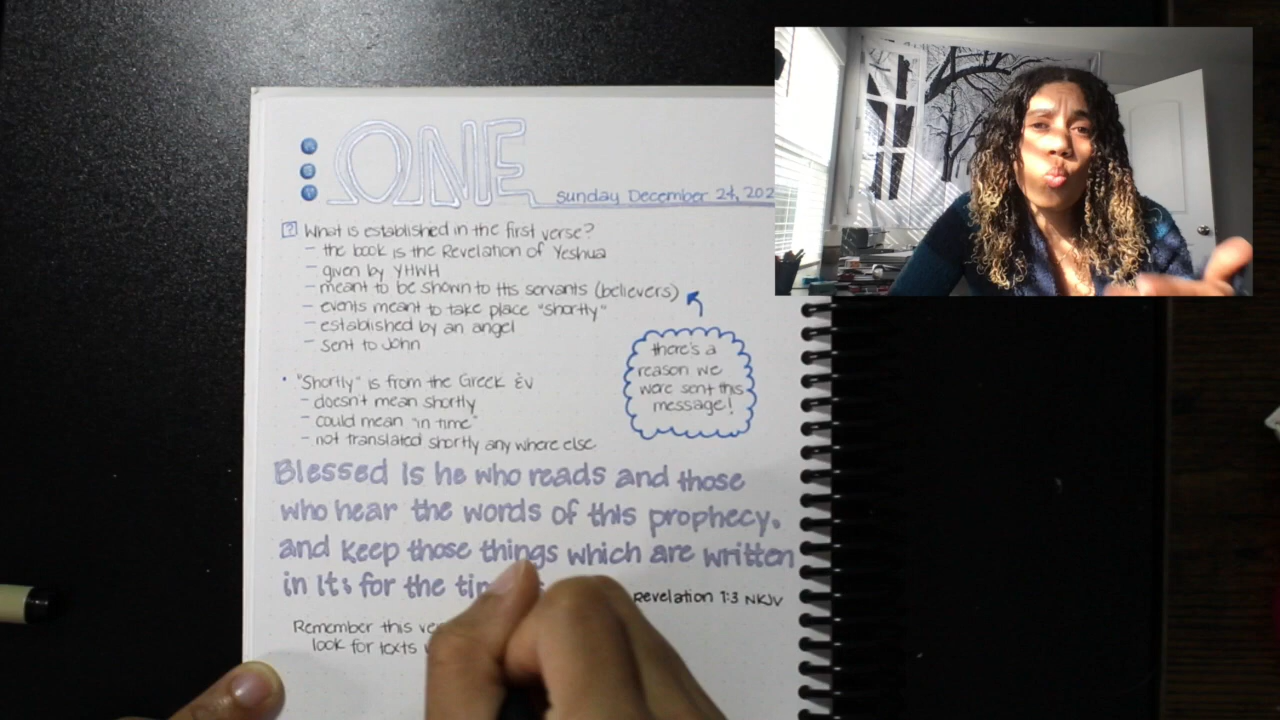 ONE
sunday December 24, 202
? What is established in the first verse?
– the book is the Revelation of Yeshua
– given by YHWH
– meant to be shown to His servants (believers)
– events meant to take place "shortly"
– established by an angel
– sent to John
there's a
reason we
were sent this
message!
• "Shortly" is from the Greek ἐν
– doesn't mean shortly
– could mean "in time"
– not translated shortly any where else
Blessed is he who reads and those
who hear the words of this prophecy.
and keep those things which are written
in it; for the
Revelation 1:3 NKJV
Remember this
look for texts